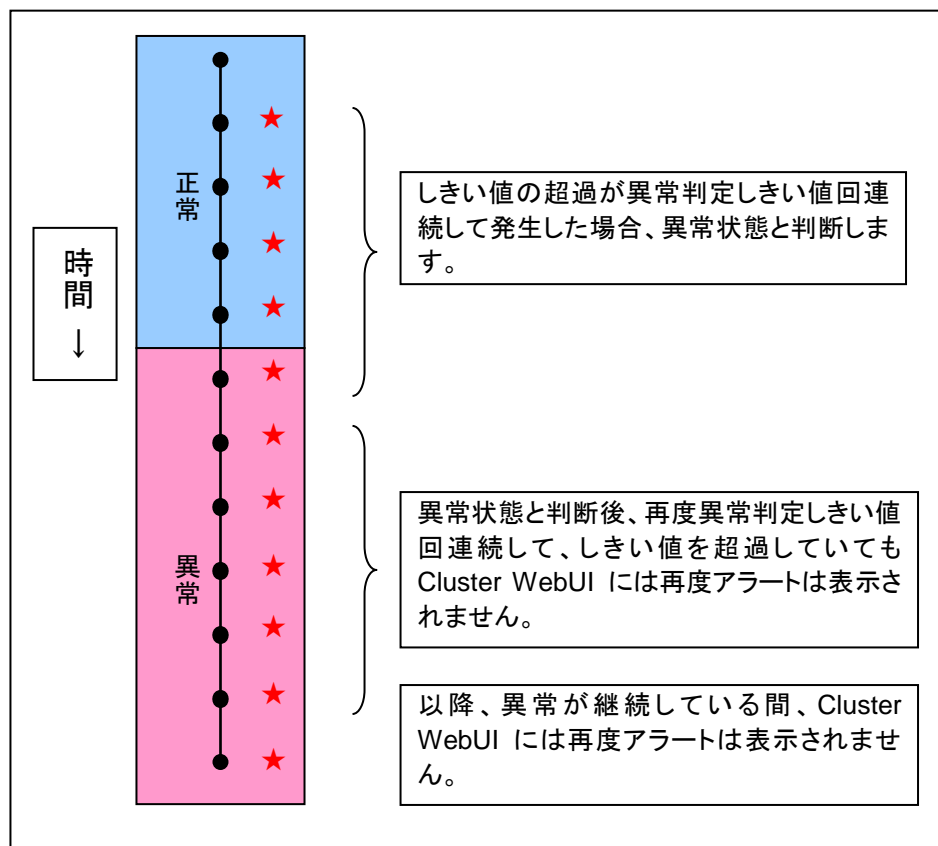 正常
しきい値の超過が異常判定しきい値回連
続して発生した場合、異常状態と判断しま
す。
時間
↓
異常
異常状態と判断後、再度異常判定しきい値
回連続して、しきい値を超過していても
Cluster WebUI には再度アラートは表示さ
れません。
以降、異常が継続している間、Cluster
WebUI には再度アラートは表示されませ
ん。